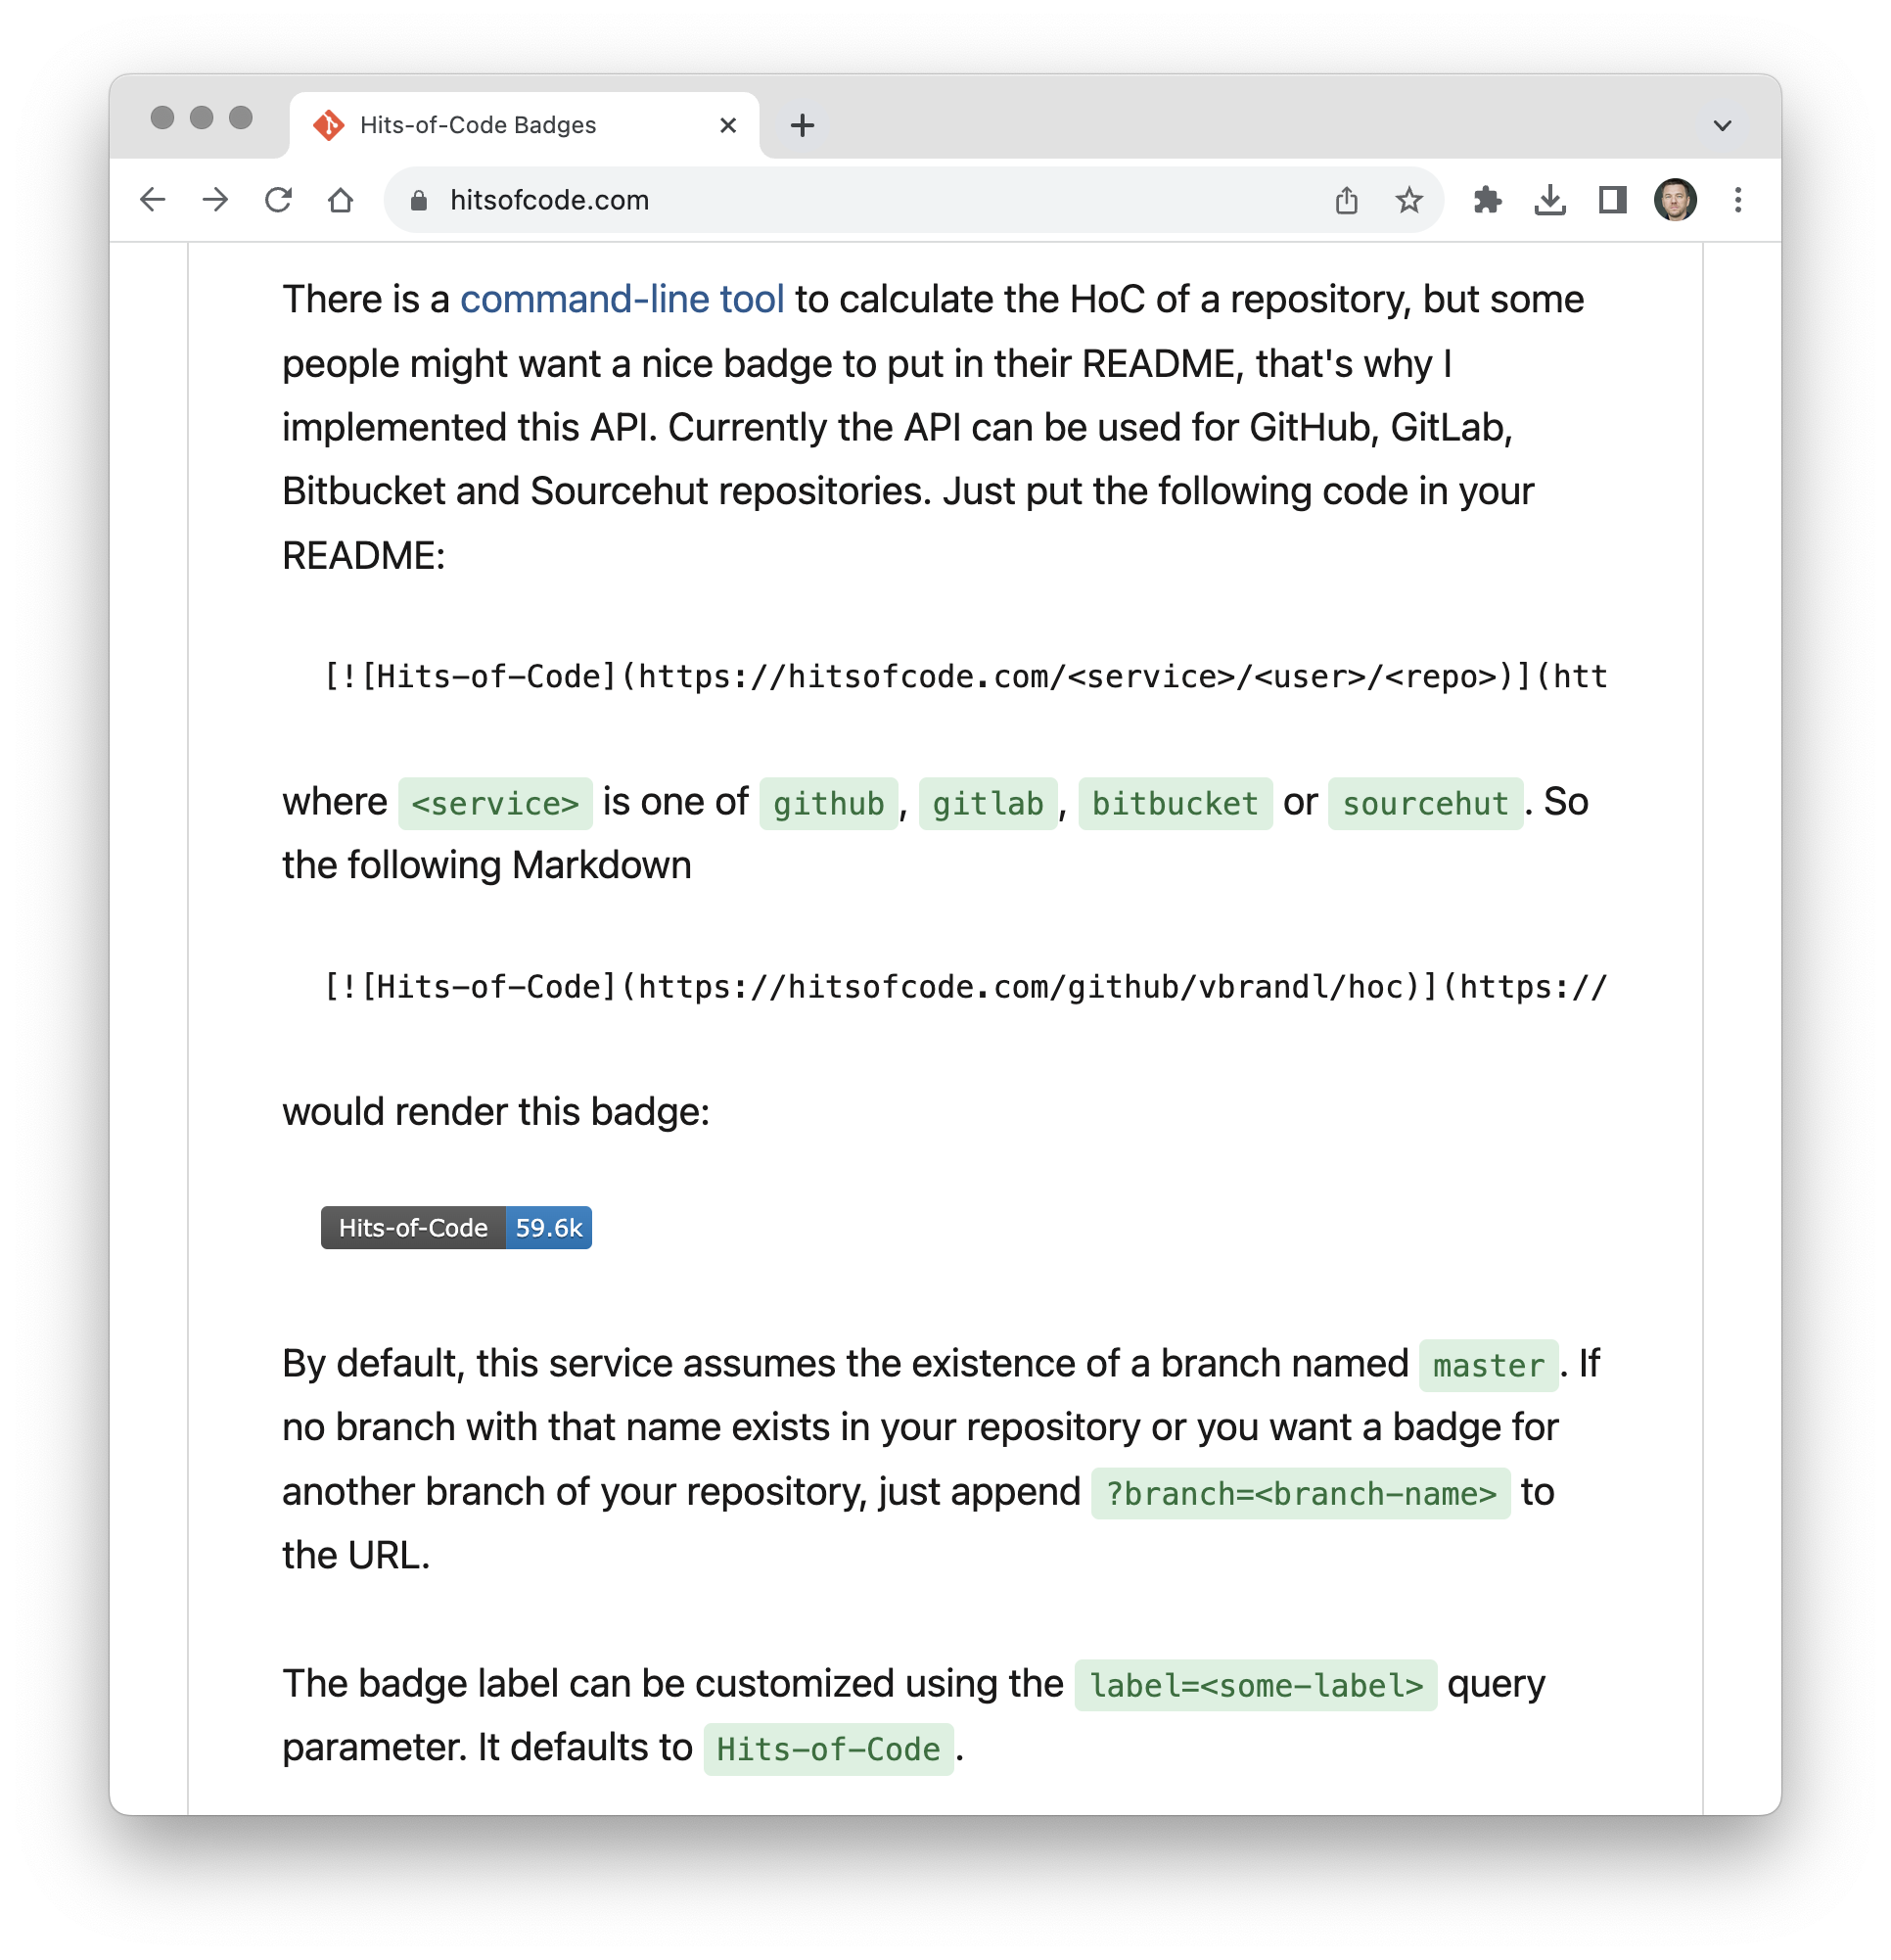 Hits-of-Code Badges
hitsofcode.com
There is a command-line tool to calculate the HoC of a repository, but some
people might want a nice badge to put in their README, that's why I
implemented this API. Currently the API can be used for GitHub, GitLab,
Bitbucket and Sourcehut repositories. Just put the following code in your
README:
[![Hits-of-Code](https://hitsofcode.com/<service>/<user>/<repo>)](htt
where <service> is one of github, gitlab, bitbucket or sourcehut. So
the following Markdown
[![Hits-of-Code](https://hitsofcode.com/github/vbrandl/hoc)](https://
would render this badge:
Hits-of-Code 59.6k
By default, this service assumes the existence of a branch named master. If
no branch with that name exists in your repository or you want a badge for
another branch of your repository, just append ?branch=<branch-name> to
the URL.
The badge label can be customized using the label=<some-label> query
parameter. It defaults to Hits-of-Code.